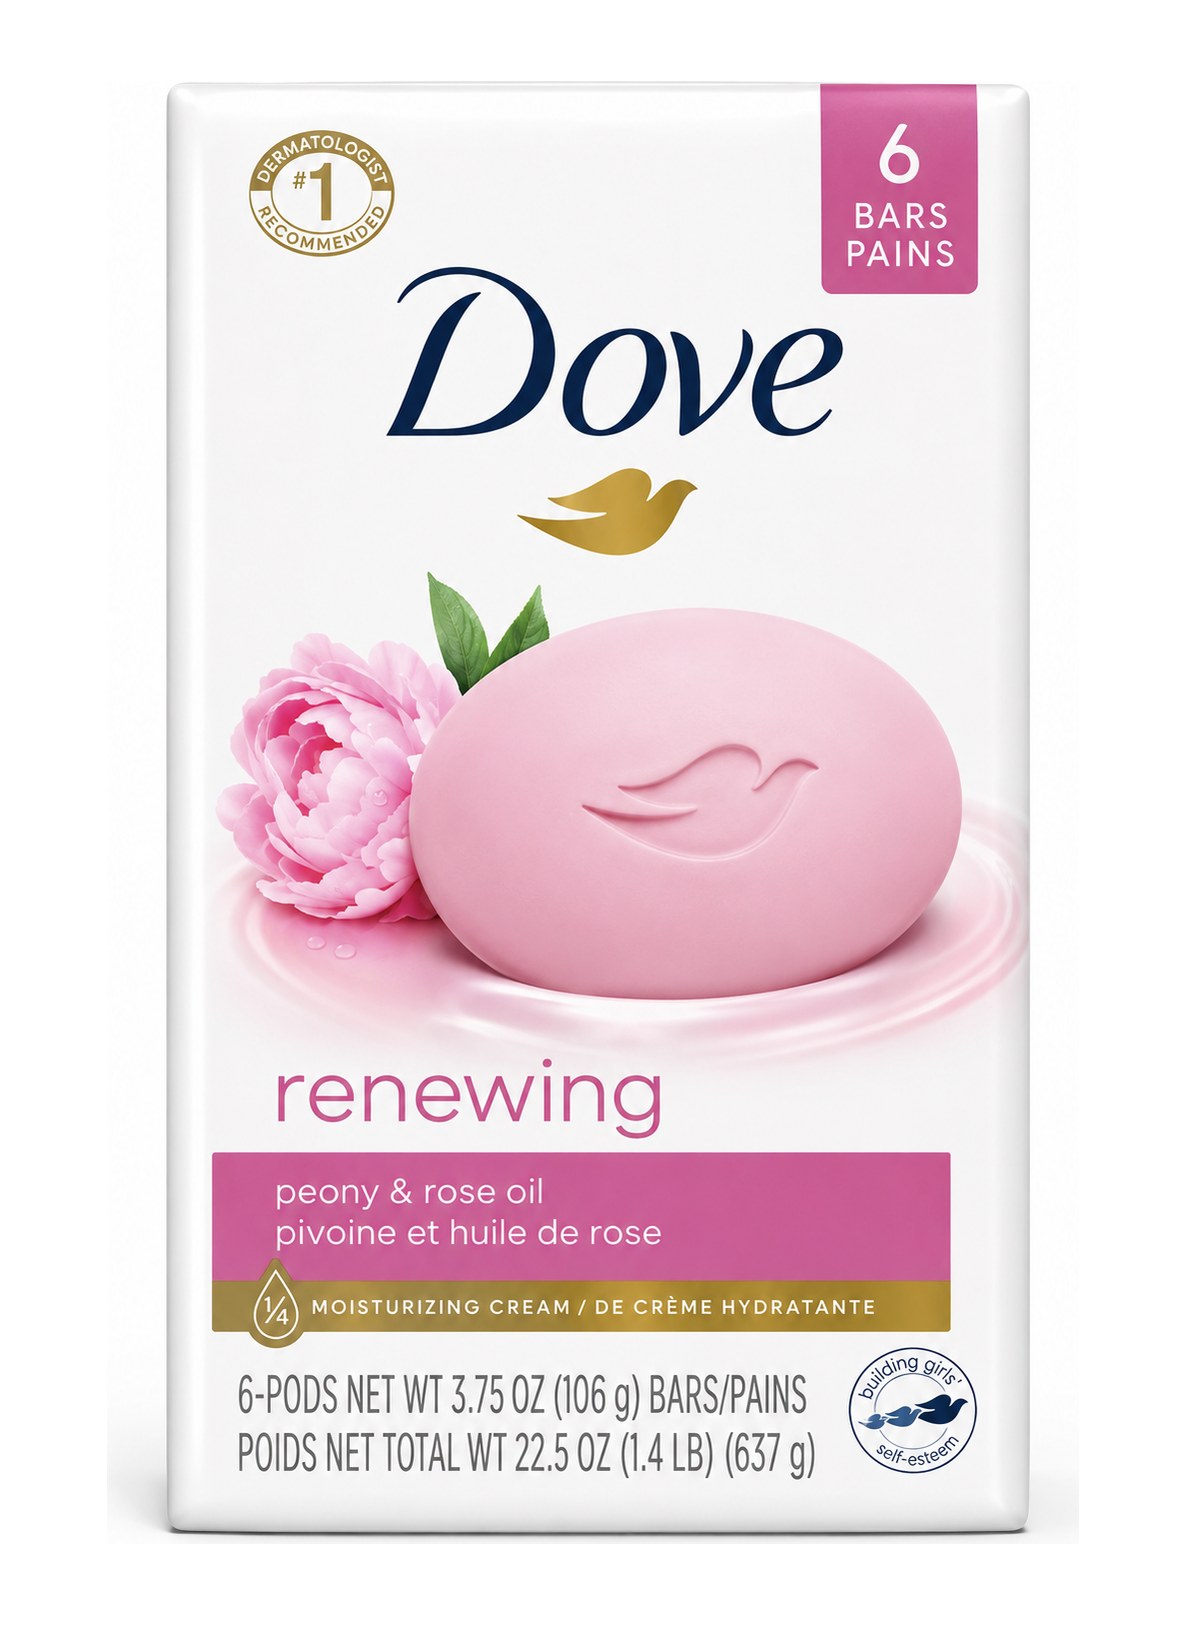 DERMATOLOGIST
#1
RECOMMENDED
6
BARS
PAINS
Dove
renewing
peony & rose oil
pivoine et huile de rose
1/4 MOISTURIZING CREAM / DE CRÈME HYDRATANTE
6-PODS NET WT 3.75 OZ (106 g) BARS/PAINS
POIDS NET TOTAL WT 22.5 OZ (1.4 LB) (637 g)
building girls'
self-esteem